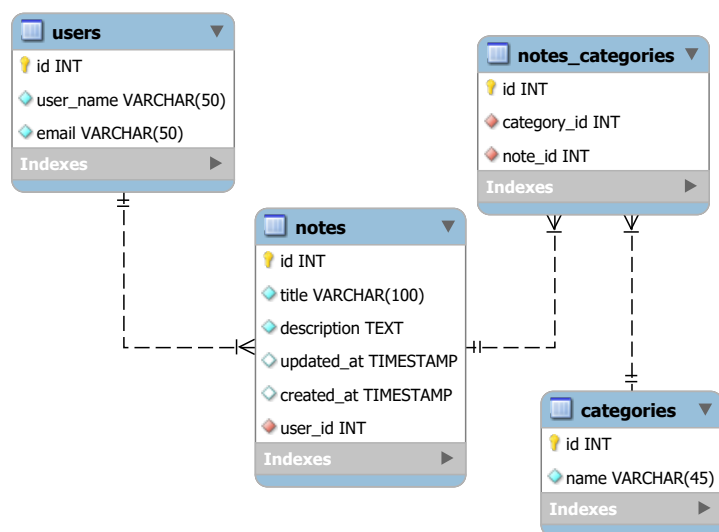 users
id INT
user_name VARCHAR(50)
email VARCHAR(50)
Indexes
notes_categories
id INT
category_id INT
note_id INT
Indexes
notes
id INT
title VARCHAR(100)
description TEXT
updated_at TIMESTAMP
created_at TIMESTAMP
user_id INT
Indexes
categories
id INT
name VARCHAR(45)
Indexes